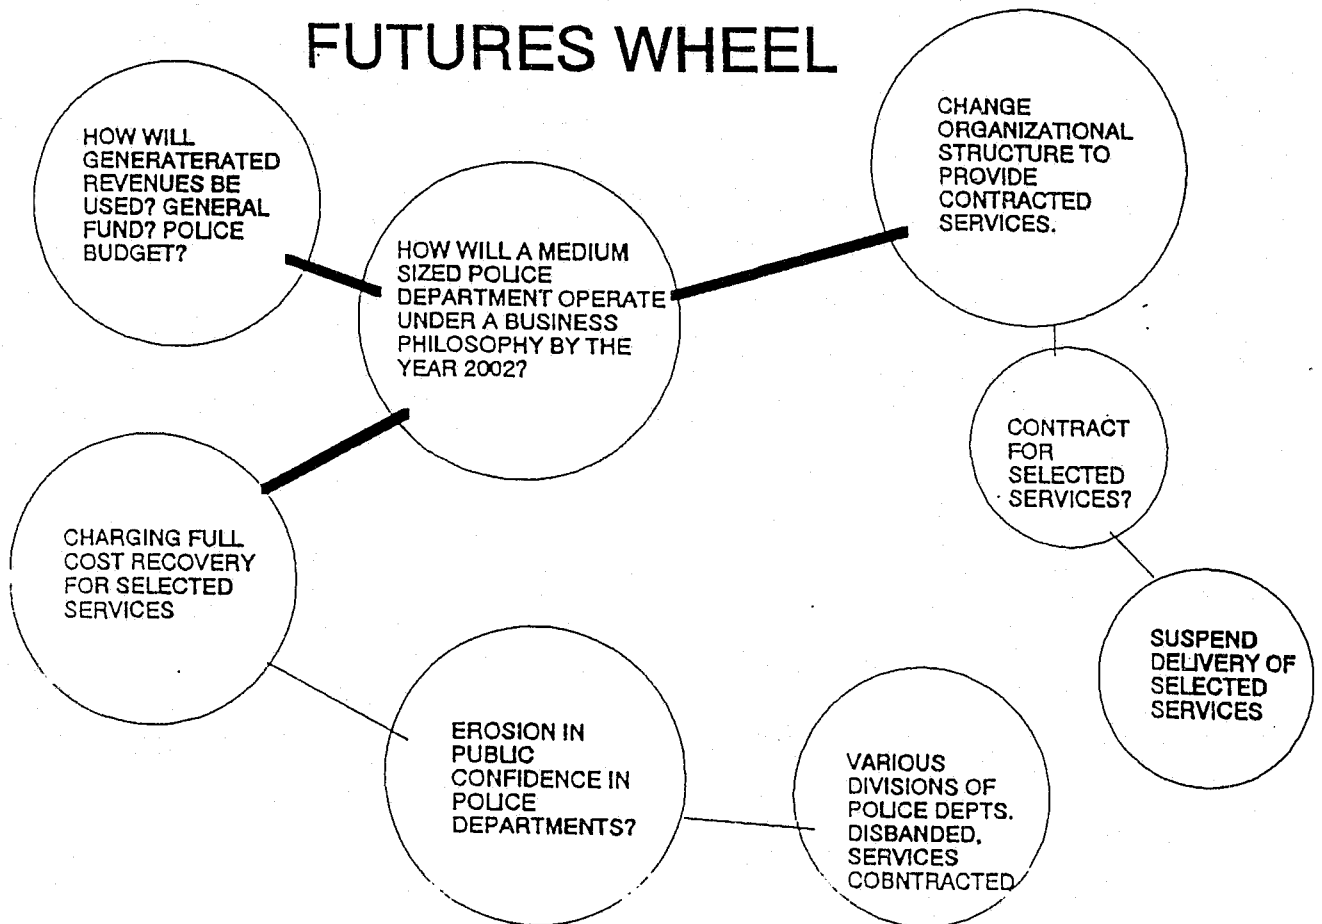 FUTURES WHEEL
HOW WILL
GENERATERATED
REVENUES BE
USED? GENERAL
FUND? POLICE
BUDGET?
HOW WILL A MEDIUM
SIZED POLICE
DEPARTMENT OPERATE
UNDER A BUSINESS
PHILOSOPHY BY THE
YEAR 2002?
CHANGE
ORGANIZATIONAL
STRUCTURE TO
PROVIDE
CONTRACTED
SERVICES.
CONTRACT
FOR
SELECTED
SERVICES?
SUSPEND
DELIVERY OF
SELECTED
SERVICES
CHARGING FULL
COST RECOVERY
FOR SELECTED
SERVICES
EROSION IN
PUBLIC
CONFIDENCE IN
POLICE
DEPARTMENTS?
VARIOUS
DIVISIONS OF
POLICE DEPTS.
DISBANDED,
SERVICES
COBNTRACTED